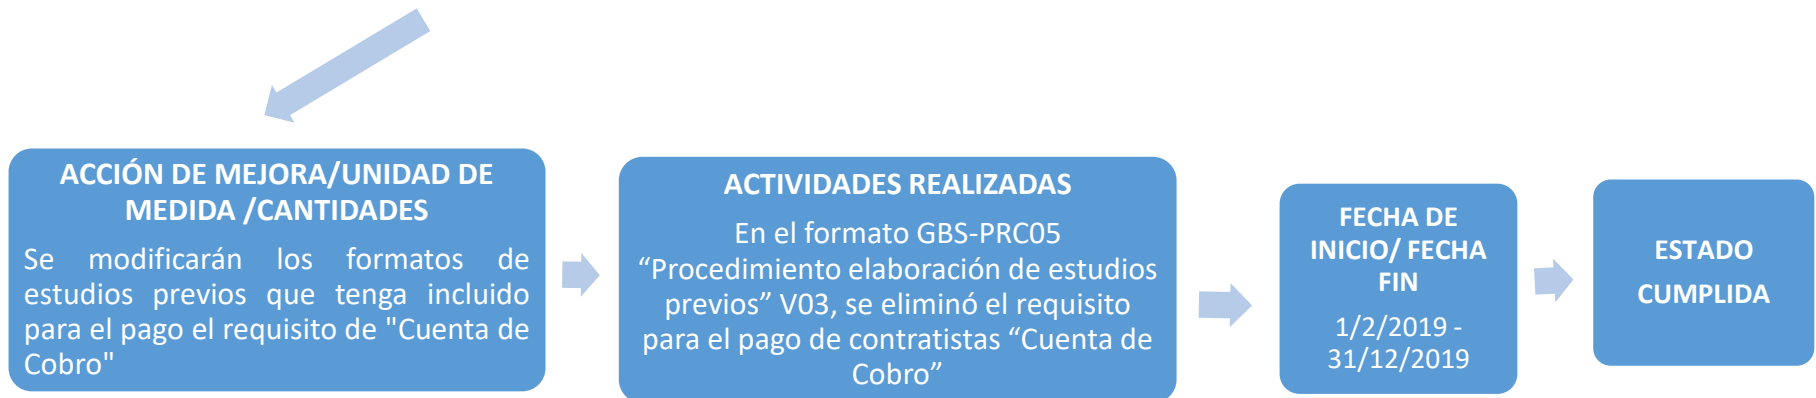 ACCIÓN DE MEJORA/UNIDAD DE
MEDIDA /CANTIDADES
Se modificarán los formatos de
estudios previos que tenga incluido
para el pago el requisito de "Cuenta de
Cobro"
ACTIVIDADES REALIZADAS
En el formato GBS-PRC05
“Procedimiento elaboración de estudios
previos” V03, se eliminó el requisito
para el pago de contratistas “Cuenta de
Cobro”
FECHA DE
INICIO/ FECHA
FIN
1/2/2019 -
31/12/2019
ESTADO
CUMPLIDA